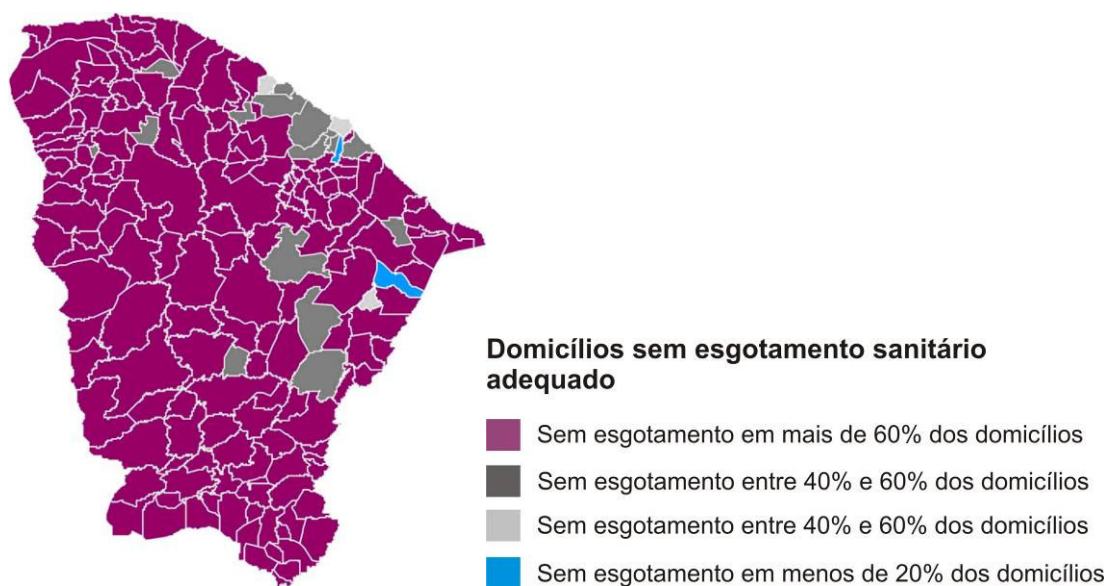 Domicílios sem esgotamento sanitário
adequado
Sem esgotamento em mais de 60% dos domicílios
Sem esgotamento entre 40% e 60% dos domicílios
Sem esgotamento entre 40% e 60% dos domicílios
Sem esgotamento em menos de 20% dos domicílios